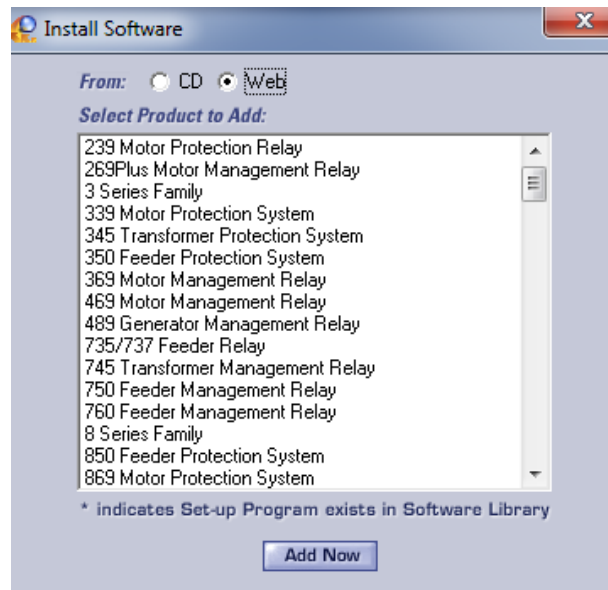 Install Software
From: CD Web
Select Product to Add:
239 Motor Protection Relay
269Plus Motor Management Relay
3 Series Family
339 Motor Protection System
345 Transformer Protection System
350 Feeder Protection System
369 Motor Management Relay
469 Motor Management Relay
489 Generator Management Relay
735/737 Feeder Relay
745 Transformer Management Relay
750 Feeder Management Relay
760 Feeder Management Relay
8 Series Family
850 Feeder Protection System
869 Motor Protection System
* indicates Set-up Program exists in Software Library
Add Now